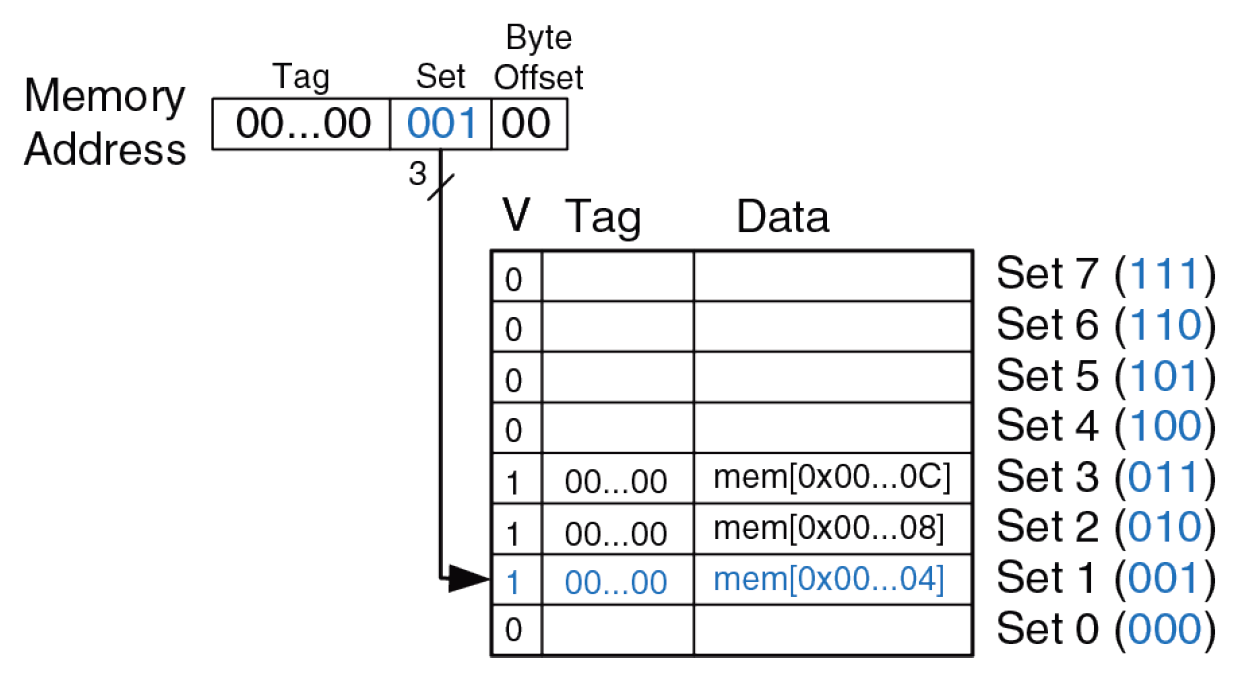 Byte
Tag Set Offset
Memory Address
00...00 001 00
3
V Tag Data
0 Set 7 (111)
0 Set 6 (110)
0 Set 5 (101)
0 Set 4 (100)
1 00...00 mem[0x00...0C] Set 3 (011)
1 00...00 mem[0x00...08] Set 2 (010)
1 00...00 mem[0x00...04] Set 1 (001)
0 Set 0 (000)